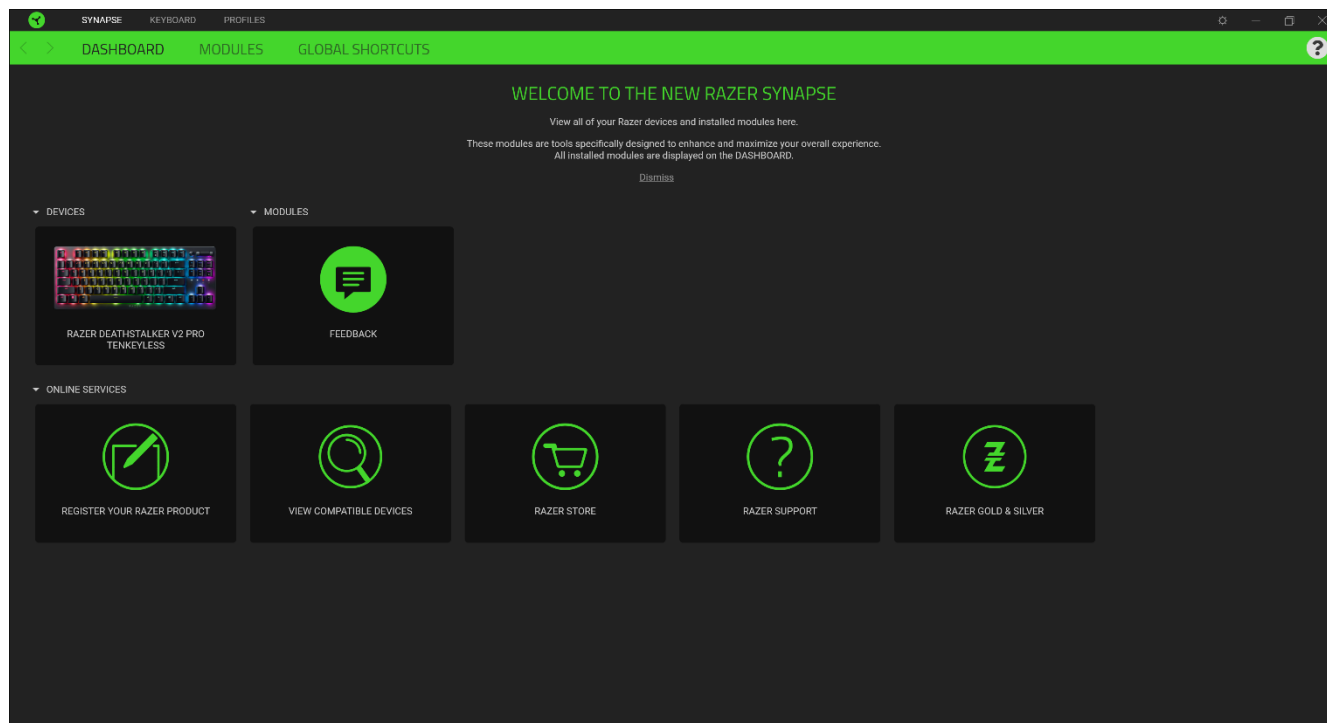 SYNAPSE KEYBOARD PROFILES
DASHBOARD MODULES GLOBAL SHORTCUTS
?
WELCOME TO THE NEW RAZER SYNAPSE
View all of your Razer devices and installed modules here.
These modules are tools specifically designed to enhance and maximize your overall experience.
All installed modules are displayed on the DASHBOARD.
Dismiss
DEVICES
MODULES
RAZER DEATHSTALKER V2 PRO
TENKEYLESS
FEEDBACK
ONLINE SERVICES
REGISTER YOUR RAZER PRODUCT
VIEW COMPATIBLE DEVICES
RAZER STORE
RAZER SUPPORT
RAZER GOLD & SILVER